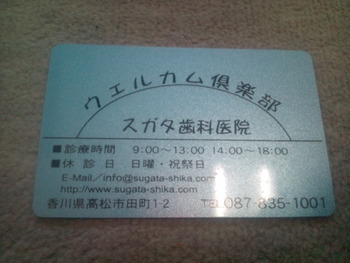 ウェルカム倶楽部
スガタ歯科医院
■診療時間 9:00～13:00 14:00～18:00
■休診日 日曜・祝祭日
E-Mail／info@sugata-shika.com
http://www.sugata-shika.com
香川県高松市田町1-2 TEL 087-835-1001